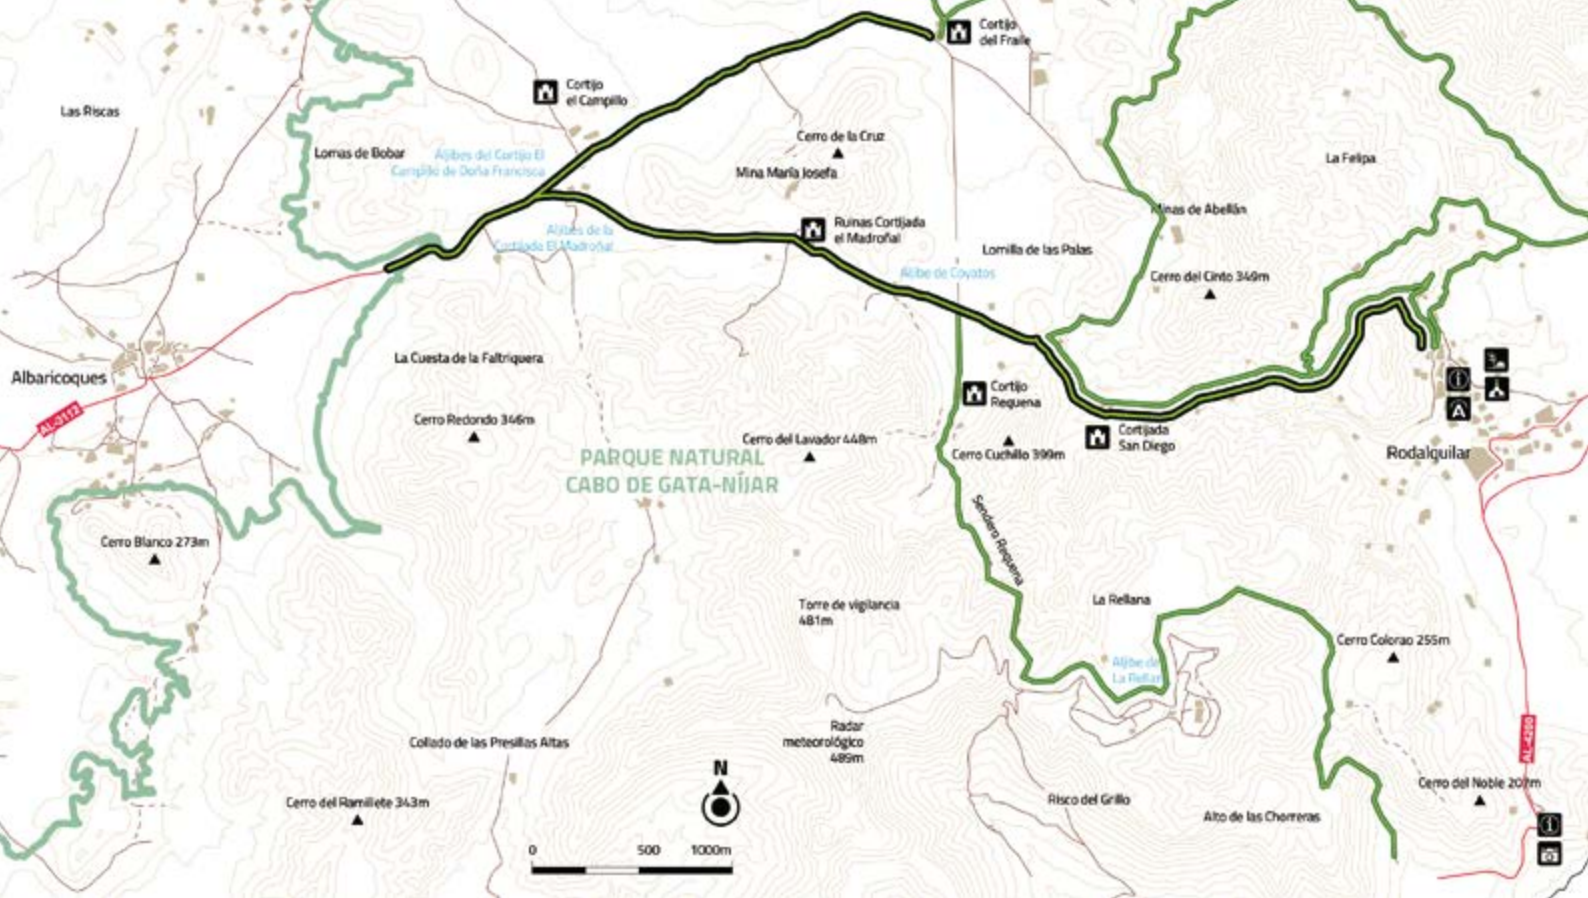 Cortijo
del Fraile
Cortijo
el Campillo
Las Riscas
Lomas de Bobar
Aljibes del Cortijo El
Campillo de Doña Francisca
Cerro de la Cruz
Mina María Josefa
La Felipa
Minas de Abellán
Ruinas Cortijada
el Madroñal
Aljibes de la
Cortijada El Madroñal
Lomilla de las Palas
Aljibe de Coyatos
Cerro del Cinto 349m
La Cuesta de la Faltriquera
Albaricoques
AL-3112
Cortijo
Requena
Cerro Redondo 346m
Cerro del Lavador 448m
Cortijada
San Diego
Cerro Cuchillo 399m
Rodalquilar
PARQUE NATURAL
CABO DE GATA-NÍJAR
Sendero Requena
Cerro Blanco 273m
Torre de vigilancia
481m
La Rellana
Cerro Colorao 255m
Aljibe de
La Rellan
Radar
meteorológico
489m
Collado de las Presillas Altas
AL-4200
N
Cerro del Noble 207m
Cerro del Ramillete 343m
Risco del Grillo
Alto de las Chorreras
0 500 1000m